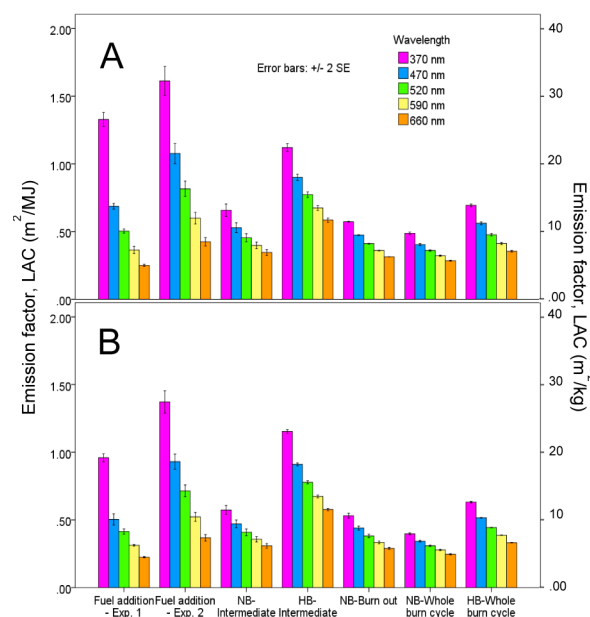 2.00
1.50
1.00
.50
.00
40
30
20
10
.00
A
Error bars: +/- 2 SE
Wavelength
370 nm
470 nm
520 nm
590 nm
660 nm
Emission factor, LAC (m²/MJ)
Emission factor, LAC (m²/kg)
2.00
1.50
1.00
.50
.00
40
30
20
10
.00
B
Fuel addition
- Exp. 1
Fuel addition
- Exp. 2
NB-
Intermediate
HB-
Intermediate
NB-Burn out
NB-Whole
burn cycle
HB-Whole
burn cycle